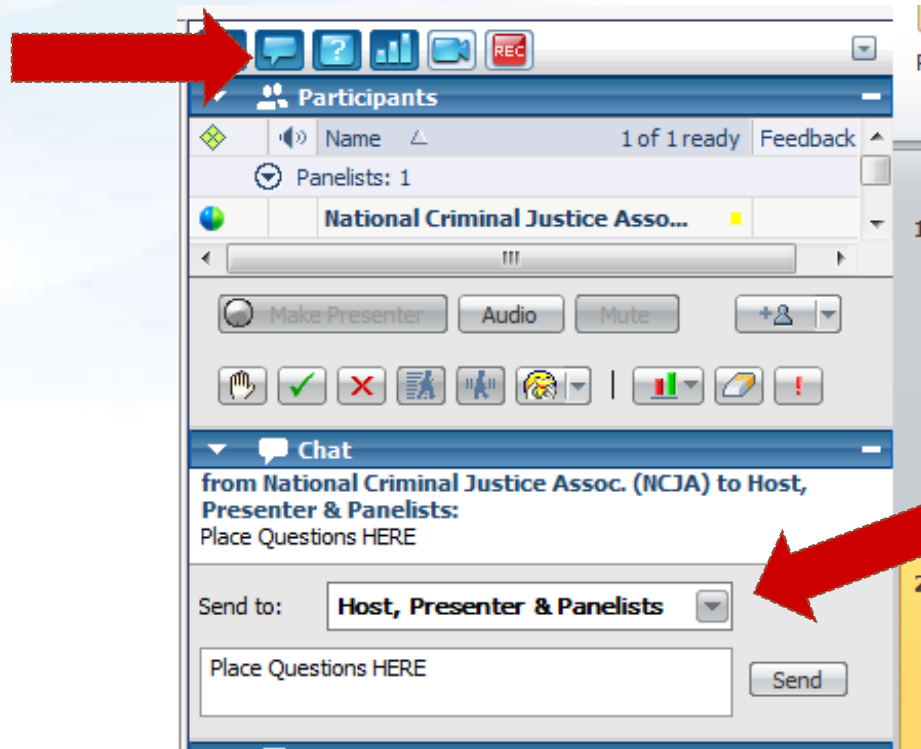 ?
REC
Participants
Name 1 of 1 ready Feedback
Panelists: 1
National Criminal Justice Asso...
Make Presenter Audio Mute
!
Chat
from National Criminal Justice Assoc. (NCJA) to Host,
Presenter & Panelists:
Place Questions HERE
Send to: Host, Presenter & Panelists
Place Questions HERE
Send